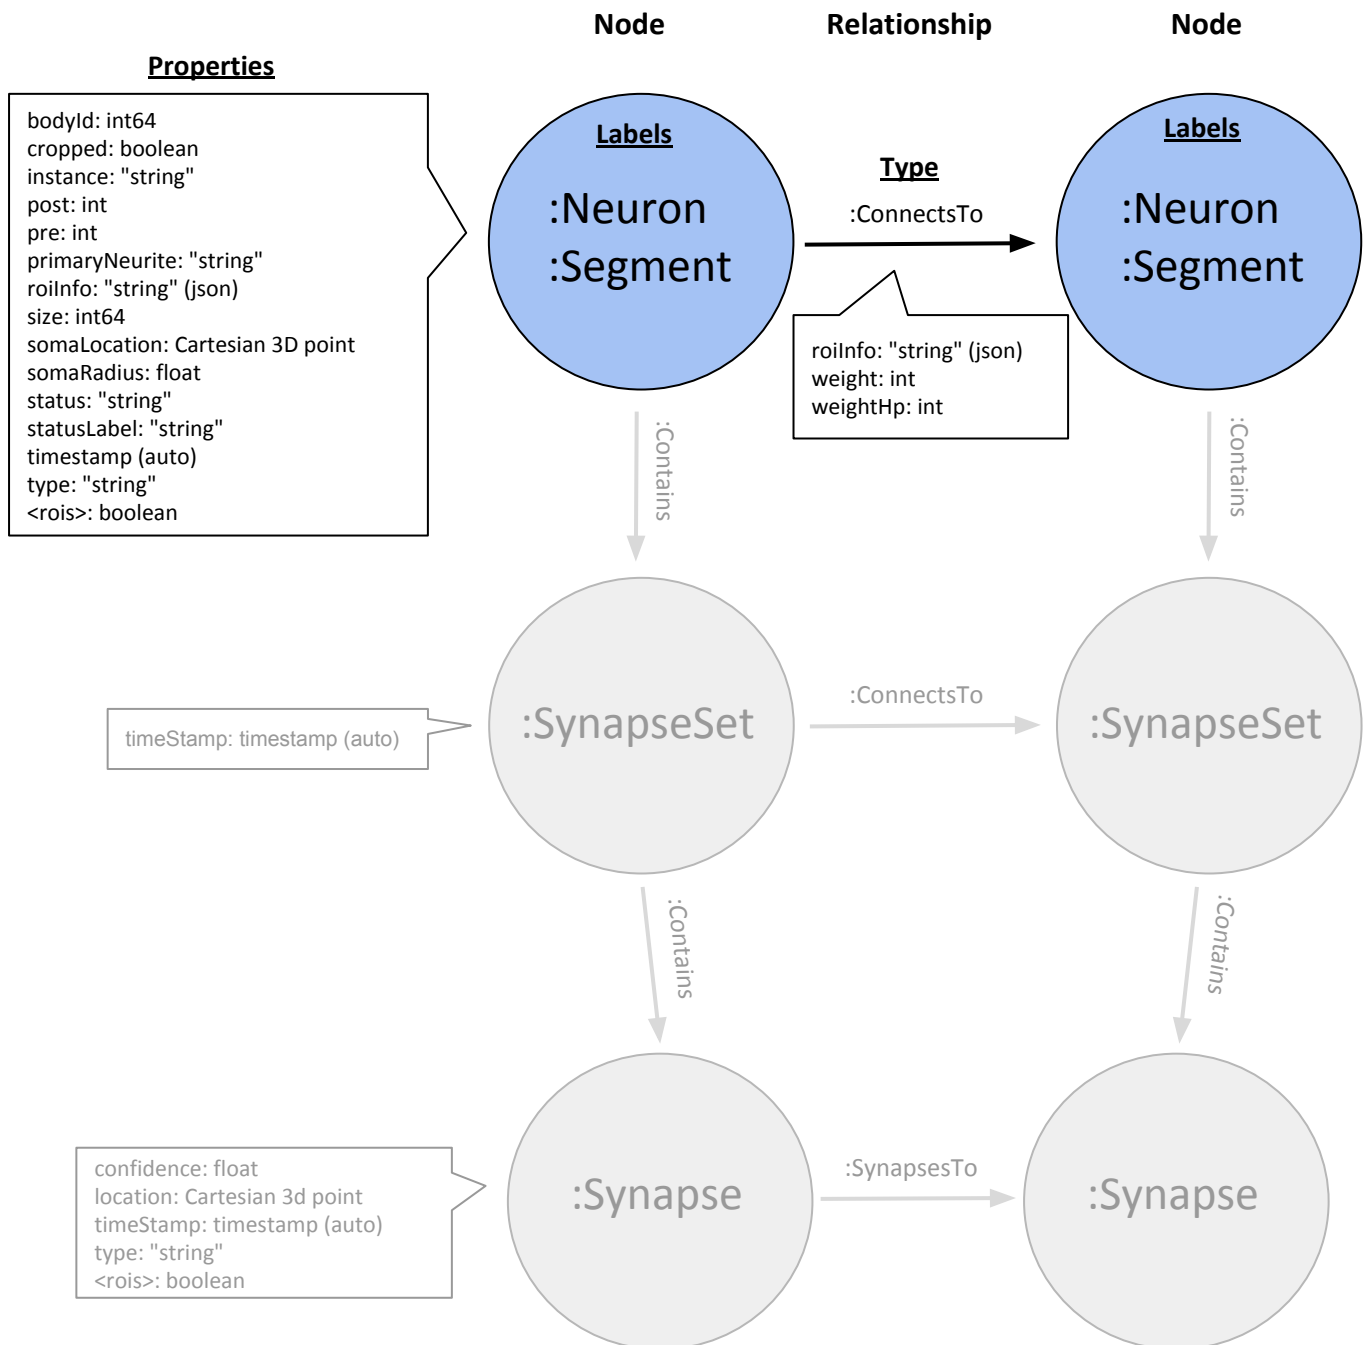 Node
Relationship
Node
Properties
bodyId: int64
cropped: boolean
instance: "string"
post: int
pre: int
primaryNeurite: "string"
roiInfo: "string" (json)
size: int64
somaLocation: Cartesian 3D point
somaRadius: float
status: "string"
statusLabel: "string"
timestamp (auto)
type: "string"
<rois>: boolean
Labels
:Neuron
:Segment
Type
:ConnectsTo
roiInfo: "string" (json)
weight: int
weightHp: int
Labels
:Neuron
:Segment
:Contains
:Contains
timeStamp: timestamp (auto)
:SynapseSet
:ConnectsTo
:SynapseSet
:Contains
:Contains
confidence: float
location: Cartesian 3d point
timeStamp: timestamp (auto)
type: "string"
<rois>: boolean
:Synapse
:SynapsesTo
:Synapse